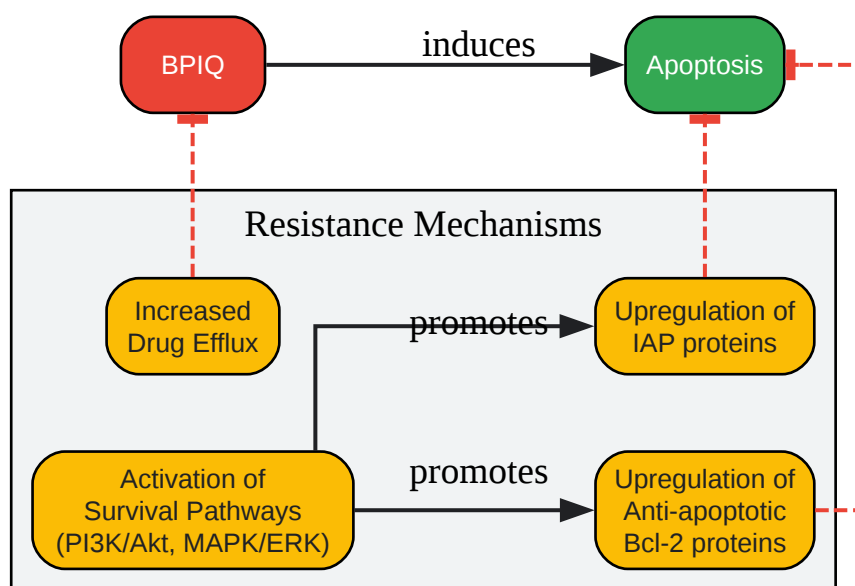 BPIQ
induces
Apoptosis
Resistance Mechanisms
Increased
Drug Efflux
promotes
Upregulation of
IAP proteins
Activation of
Survival Pathways
(PI3K/Akt, MAPK/ERK)
promotes
Upregulation of
Anti-apoptotic
Bcl-2 proteins